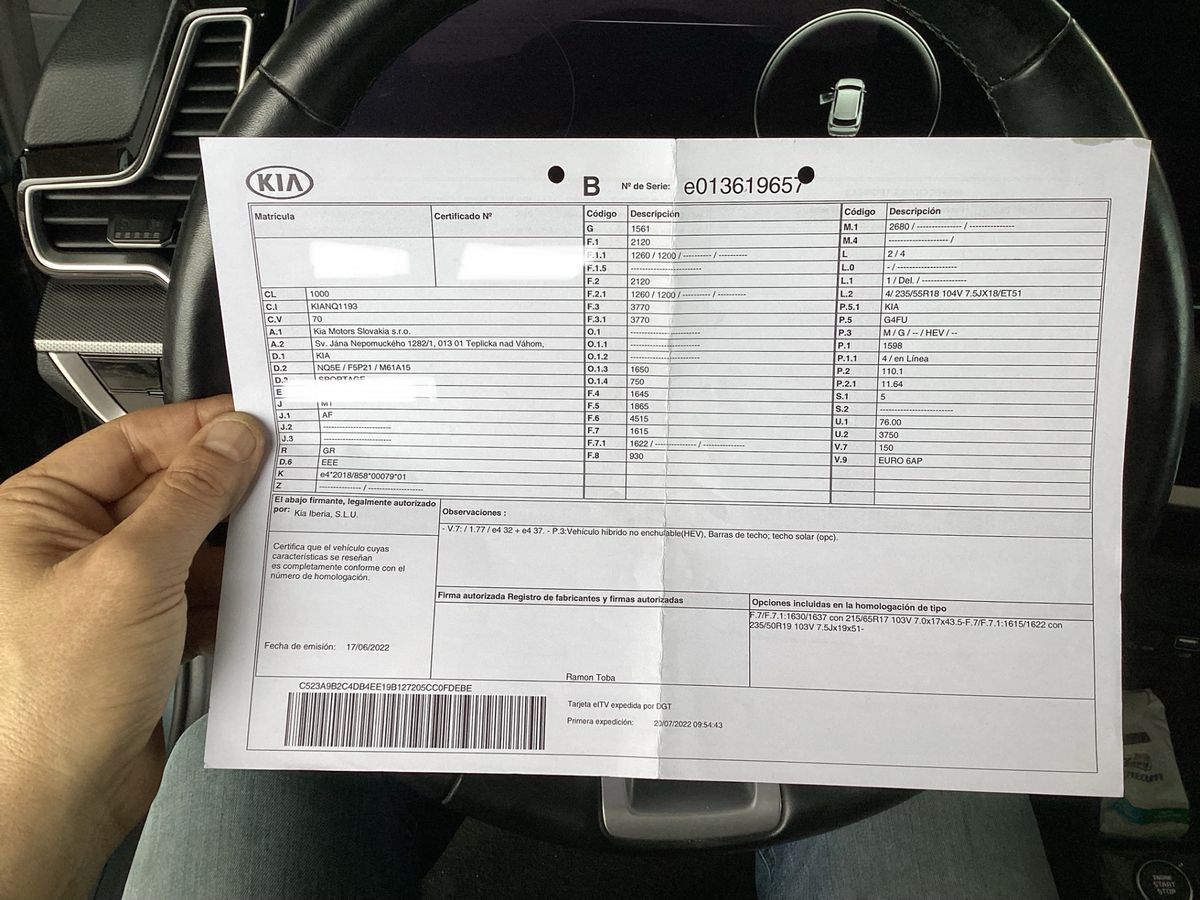 KIA
B Nº de Serie: e013619657
Matrícula
Certificado Nº
CL 1000
C.I KIANQ1193
C.V 70
A.1 Kia Motors Slovakia s.r.o.
A.2 Sv. Jána Nepomuckého 1282/1, 013 01 Teplicka nad Váhom,
D.1 KIA
D.2 NQ5E / F5P21 / M61A15
D.3 SPORTAGE
E
J M1
J.1 AF
J.2 ------------------------
J.3 ------------------------
R GR
D.6 EEE
K e4*2018/858*00079*01
Z --------------- / --------------------
Código Descripción
G 1561
F.1 2120
F.1.1 1260 / 1200 / ---------- / ----------
F.1.5 -------------------------
F.2 2120
F.2.1 1260 / 1200 / ---------- / ----------
F.3 3770
F.3.1 3770
O.1 -------------------------
O.1.1 -------------------------
O.1.2 -------------------------
O.1.3 1650
O.1.4 750
F.4 1645
F.5 1865
F.6 4515
F.7 1615
F.7.1 1622 / --------------- / ---------------
F.8 930
Código Descripción
M.1 2680 / --------------- / ---------------
M.4 -------------------- /
L 2 / 4
L.0 - / --------------------
L.1 1 / Del. / ---------------
L.2 4/ 235/55R18 104V 7.5JX18/ET51
P.5.1 KIA
P.5 G4FU
P.3 M / G / -- / HEV / --
P.1 1598
P.1.1 4 / en Línea
P.2 110.1
P.2.1 11.64
S.1 5
S.2 -------------------------
U.1 76.00
U.2 3750
V.7 150
V.9 EURO 6AP
El abajo firmante, legalmente autorizado
por: Kia Iberia, S.L.U.
Certifica que el vehículo cuyas
características se reseñan
es completamente conforme con el
número de homologación.
Fecha de emisión: 17/06/2022
Observaciones :
- V.7: / 1.77 / e4 32 + e4 37. - P.3:Vehículo híbrido no enchufable(HEV), Barras de techo; techo solar (opc).
Firma autorizada Registro de fabricantes y firmas autorizadas
Ramon Toba
Opciones incluidas en la homologación de tipo
F.7/F.7.1:1630/1637 con 215/65R17 103V 7.0x17x43.5-F.7/F.7.1:1615/1622 con
235/50R19 103V 7.5Jx19x51-
C523A9B2C4DB4EE19B127205CC0FDEBE
Tarjeta eITV expedida por DGT
Primera expedición: 20/07/2022 09:54:43
ENGINE
START
STOP